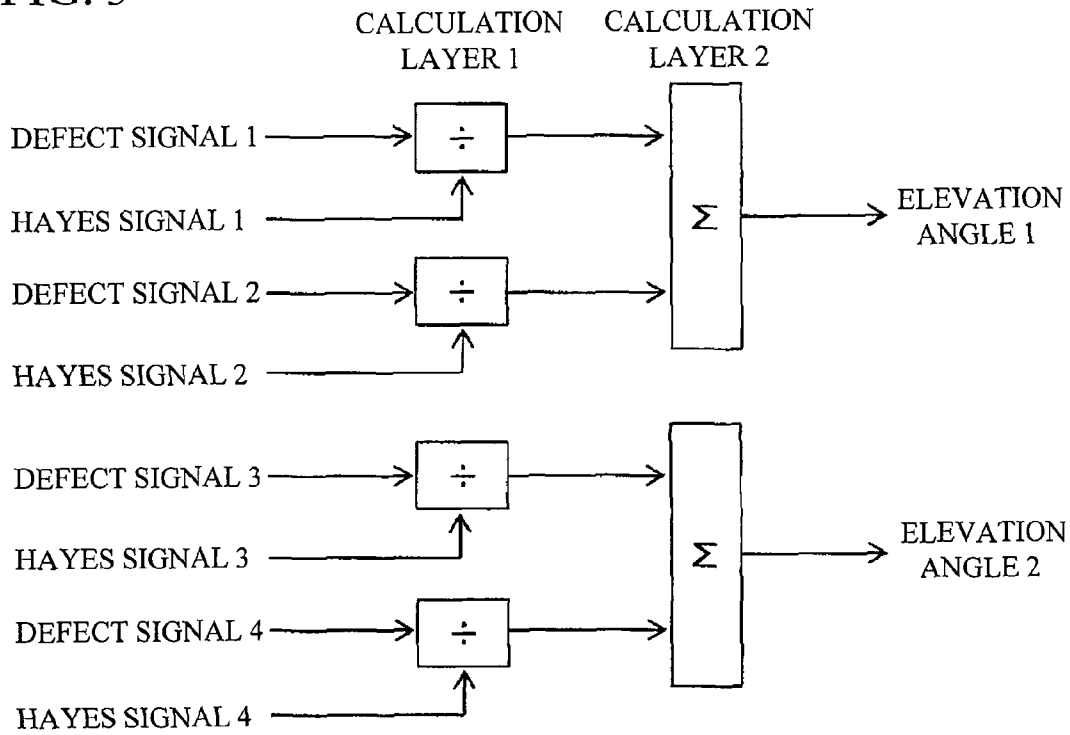 CALCULATION LAYER 1
CALCULATION LAYER 2
DEFECT SIGNAL 1
÷
HAYES SIGNAL 1
DEFECT SIGNAL 2
÷
HAYES SIGNAL 2
Σ
ELEVATION
ANGLE 1
DEFECT SIGNAL 3
÷
HAYES SIGNAL 3
DEFECT SIGNAL 4
÷
HAYES SIGNAL 4
Σ
ELEVATION
ANGLE 2